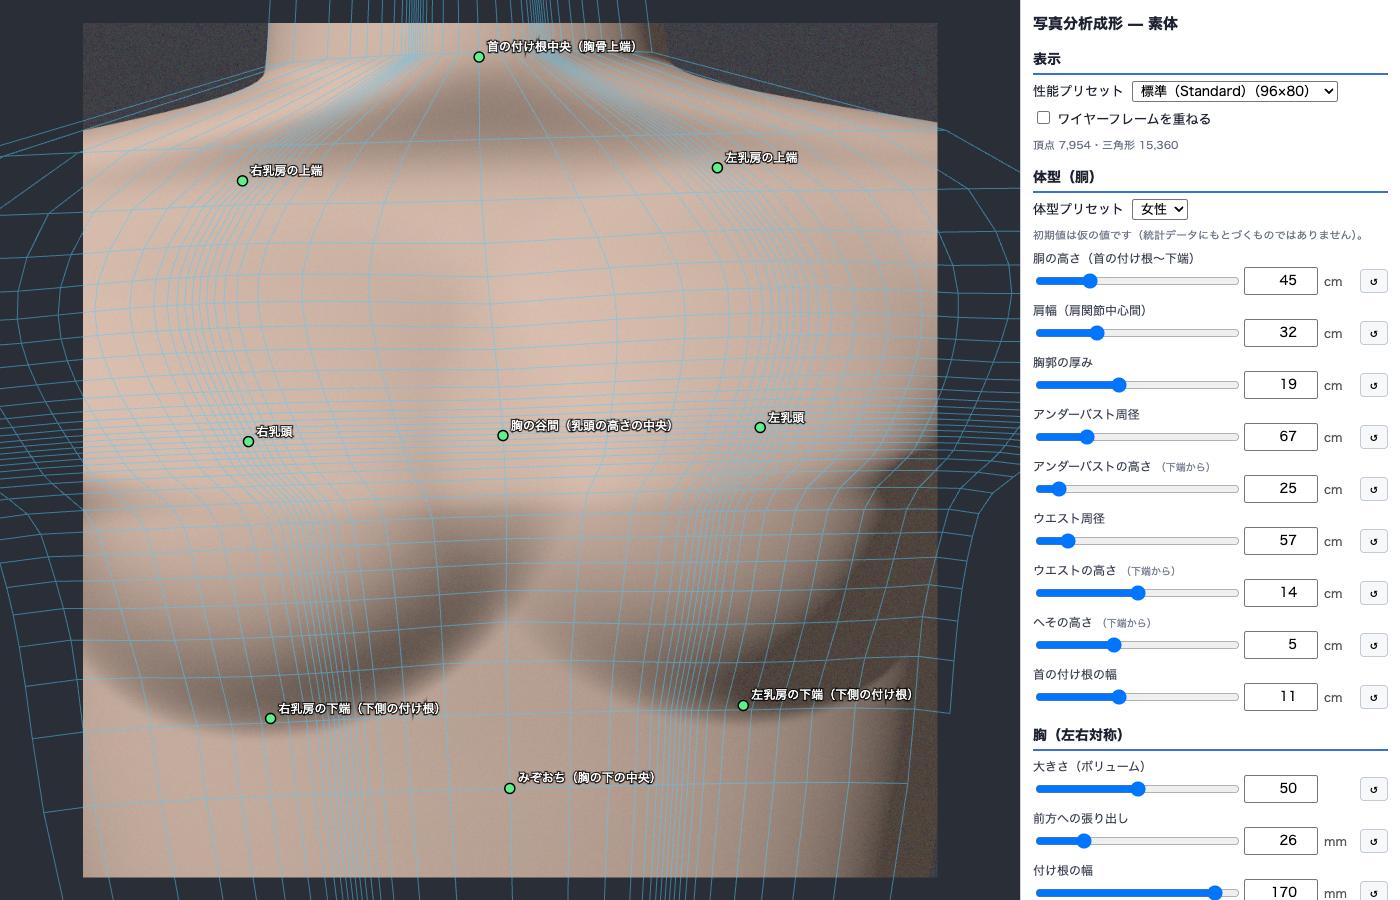 首の付け根中央（胸骨上端）
右乳房の上端
左乳房の上端
右乳頭
胸の谷間（乳頭の高さの中央）
左乳頭
右乳房の下端（下側の付け根）
左乳房の下端（下側の付け根）
みぞおち（胸の下の中央）
写真分析成形 — 素体
表示
性能プリセット 標準（Standard）（96×80）
ワイヤーフレームを重ねる
頂点 7,954・三角形 15,360
体型（胴）
体型プリセット 女性
初期値は仮の値です（統計データにもとづくものではありません）。
胴の高さ（首の付け根〜下端）
45 cm ↺
肩幅（肩関節中心間）
32 cm ↺
胸郭の厚み
19 cm ↺
アンダーバスト周径
67 cm ↺
アンダーバストの高さ （下端から）
25 cm ↺
ウエスト周径
57 cm ↺
ウエストの高さ （下端から）
14 cm ↺
へその高さ （下端から）
5 cm ↺
首の付け根の幅
11 cm ↺
胸（左右対称）
大きさ（ボリューム）
50 ↺
前方への張り出し
26 mm ↺
付け根の幅
170 mm ↺